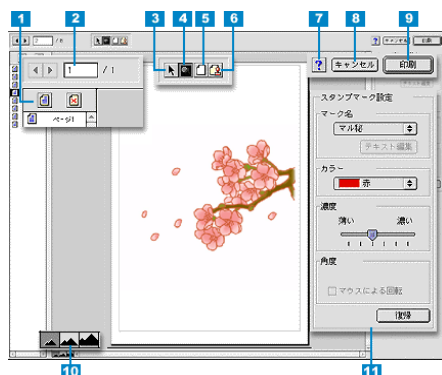 1 2 3 4 5 6 7 8 9
2 / 6
1 / 1
ページ1
? キャンセル 印刷
スタンプマーク設定
マーク名
マル秘
テキスト編集
カラー
赤
濃度
薄い 濃い
角度
マウスによる回転
復帰
10 11